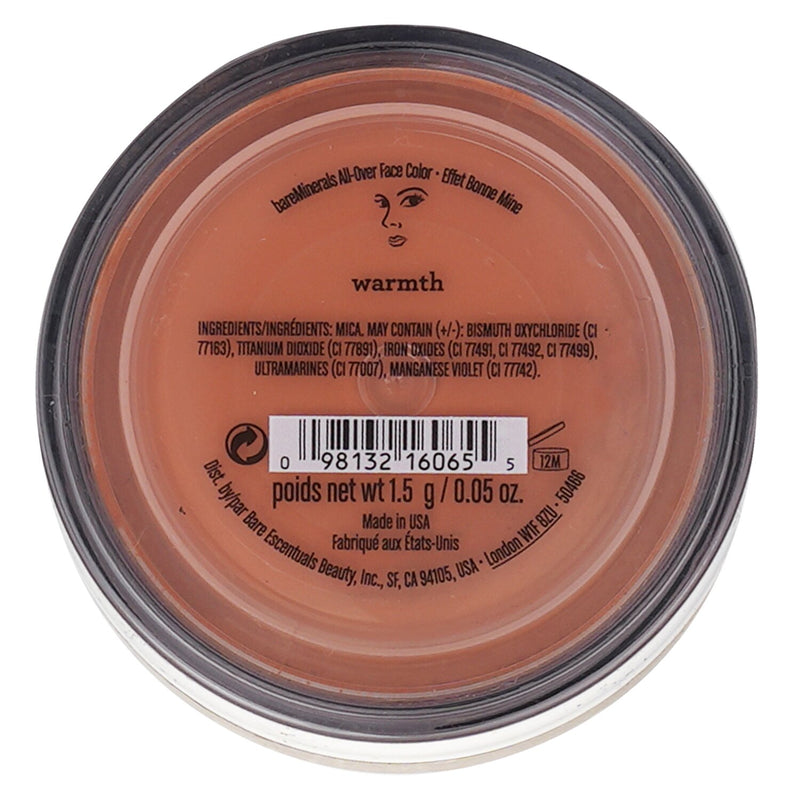 bareMinerals All-Over Face Color • Effet Bonne Mine
warmth
INGREDIENTS/INGRÉDIENTS: MICA. MAY CONTAIN (+/-): BISMUTH OXYCHLORIDE (CI
77163), TITANIUM DIOXIDE (CI 77891), IRON OXIDES (CI 77491, CI 77492, CI 77499),
ULTRAMARINES (CI 77007), MANGANESE VIOLET (CI 77742).
0 98132 16065 5
12M
poids net wt 1.5 g / 0.05 oz.
Made in USA
Fabriqué aux États-Unis
Dist. by/par Bare Escentuals Beauty, Inc., SF, CA 94105, USA • London W1F 8ZU • 50466